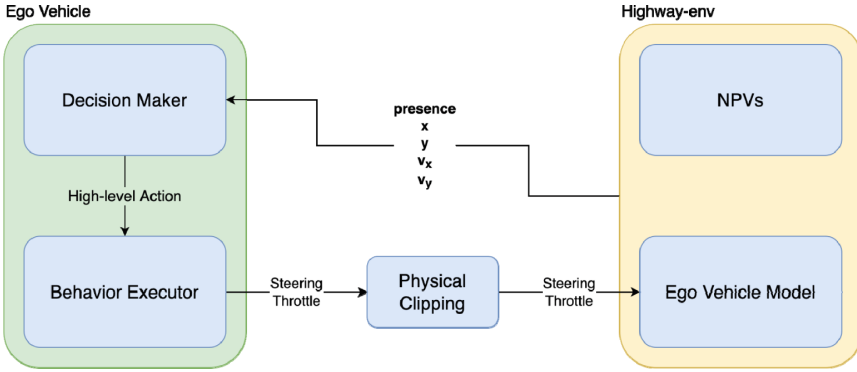 Ego Vehicle
Highway-env
Decision Maker
NPVs
presence
x
y
vₓ
v_y
High-level Action
Behavior Executor
Steering
Throttle
Physical
Clipping
Steering
Throttle
Ego Vehicle Model